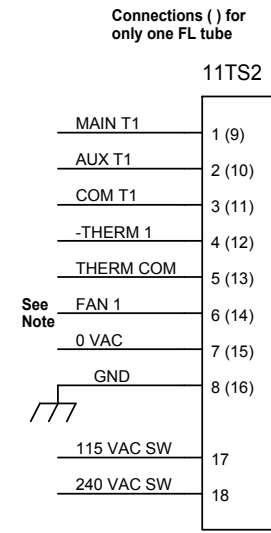 Connections ( ) for
only one FL tube
11TS2
MAIN T1 1 (9)
AUX T1 2 (10)
COM T1 3 (11)
-THERM 1 4 (12)
THERM COM 5 (13)
See
Note
FAN 1 6 (14)
0 VAC 7 (15)
GND 8 (16)
115 VAC SW 17
240 VAC SW 18